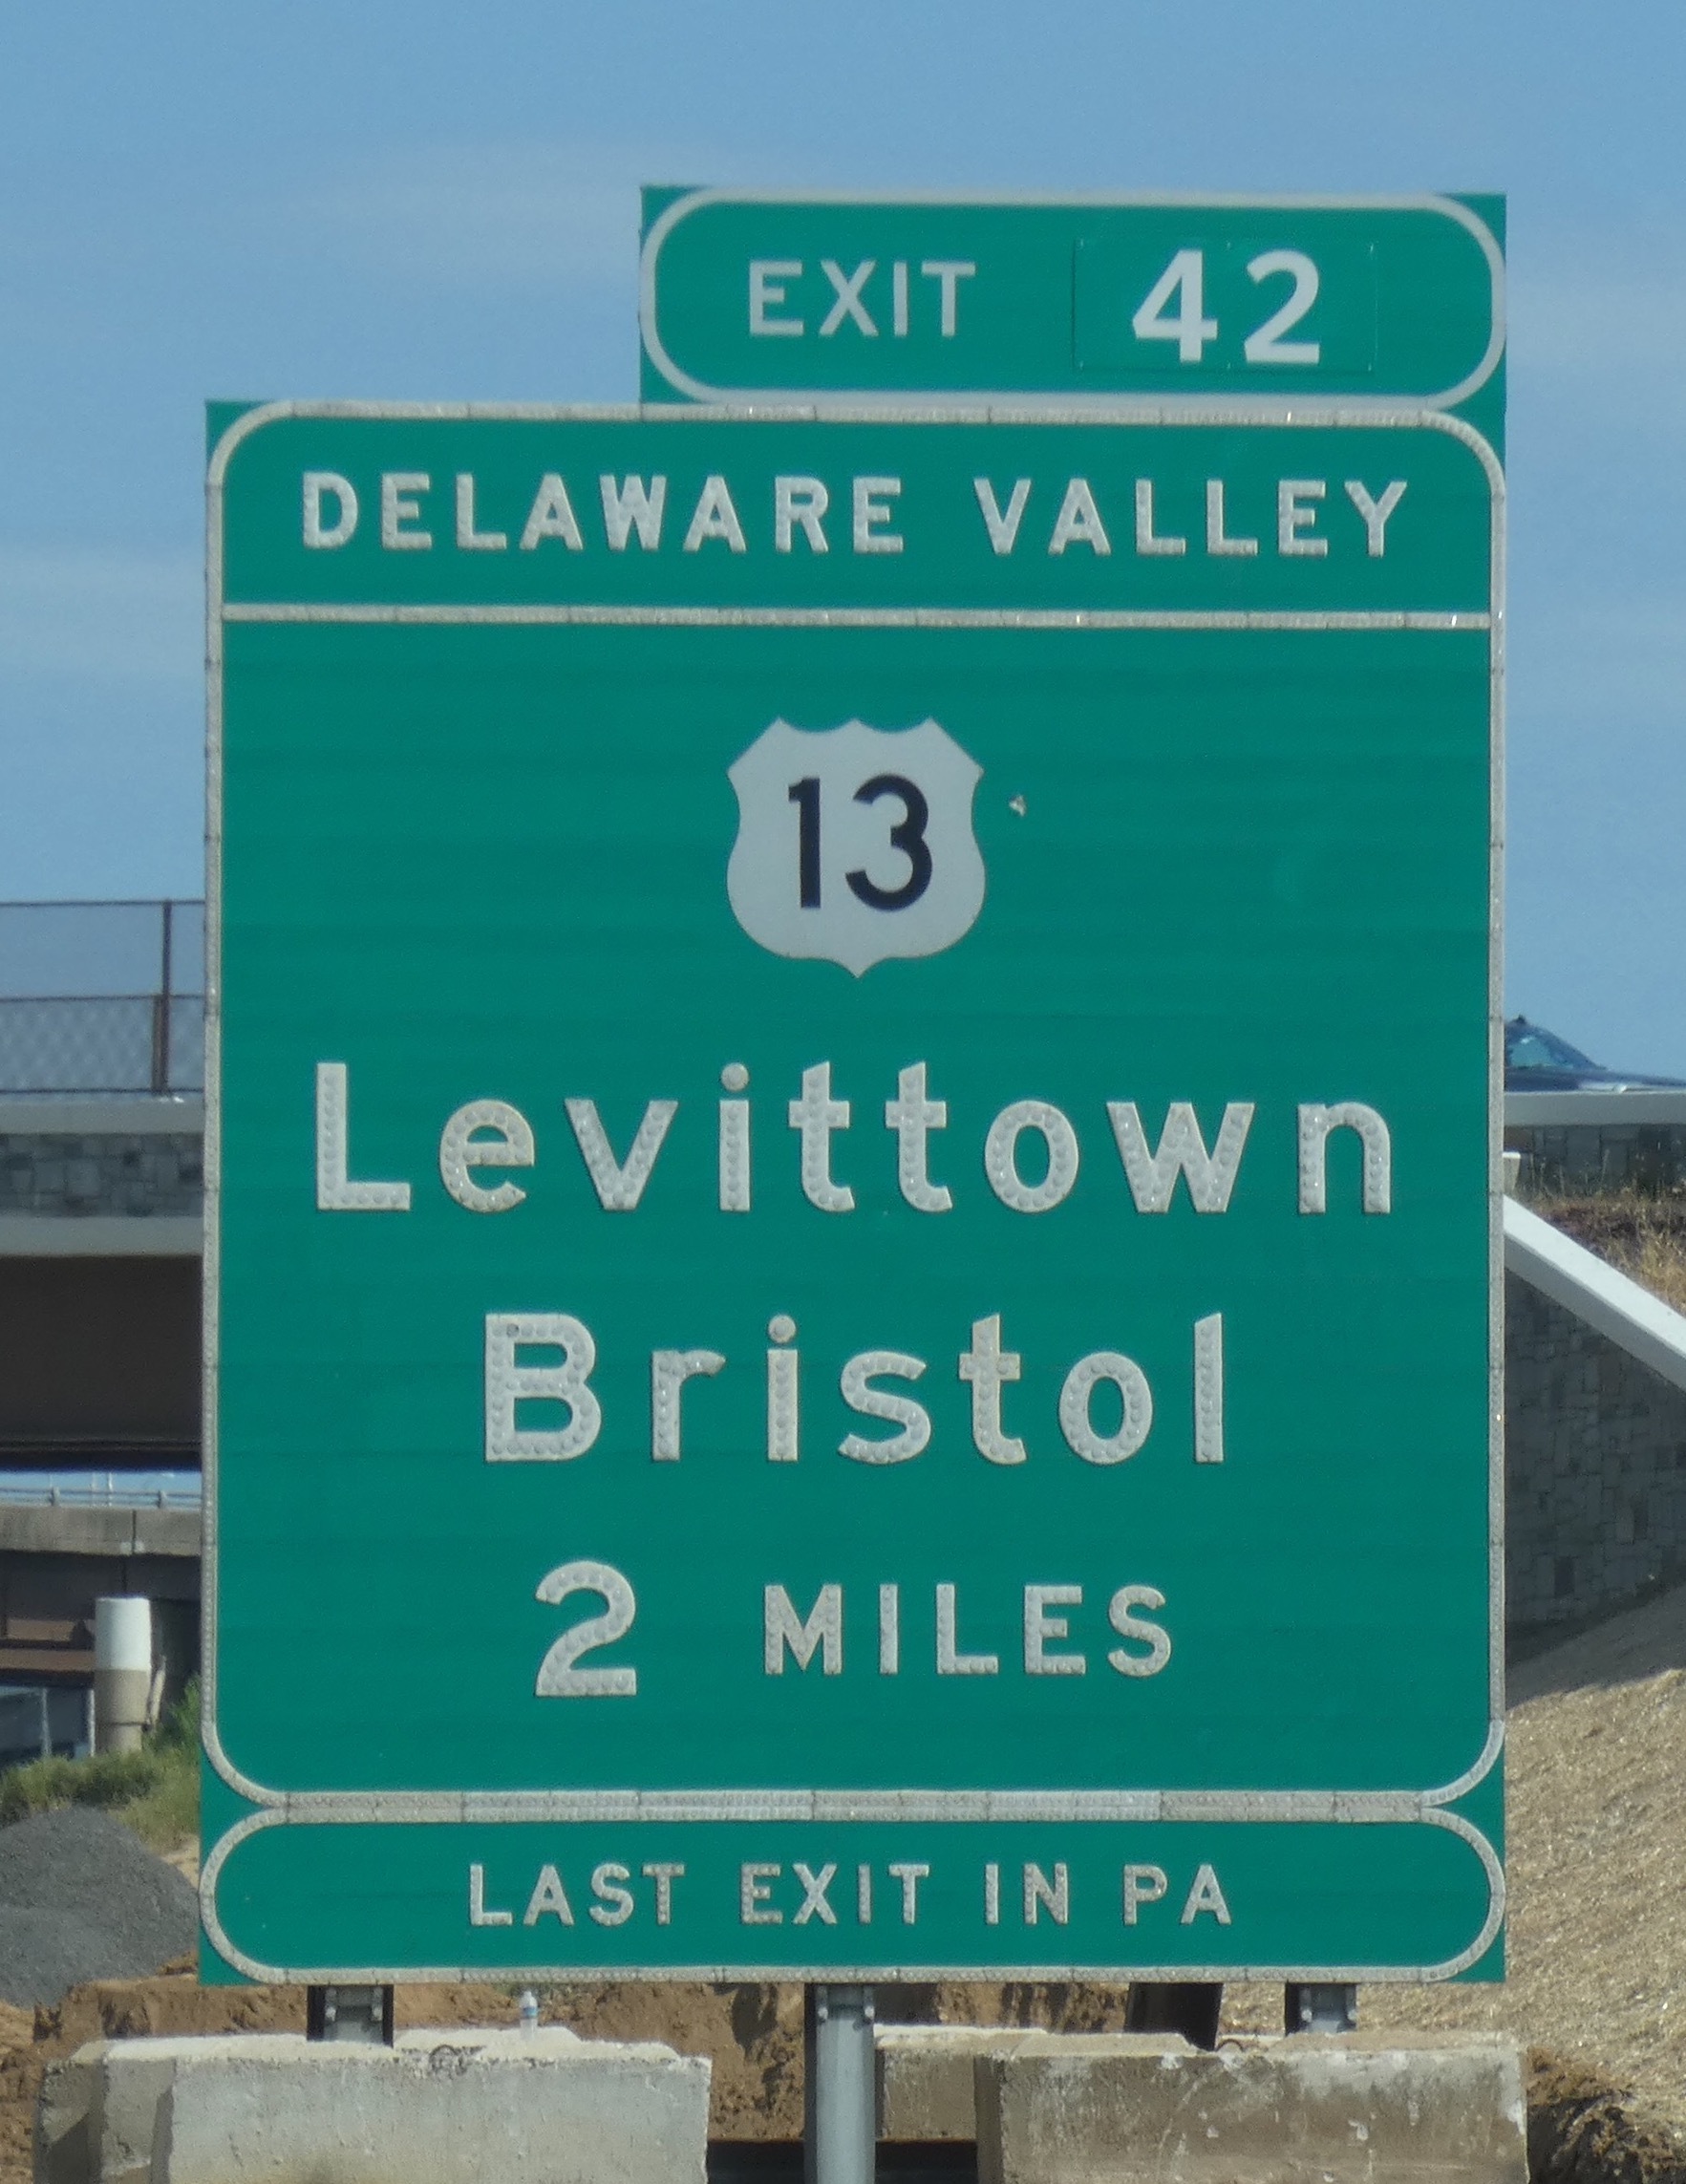 EXIT 42
DELAWARE VALLEY
13
Levittown
Bristol
2 MILES
LAST EXIT IN PA